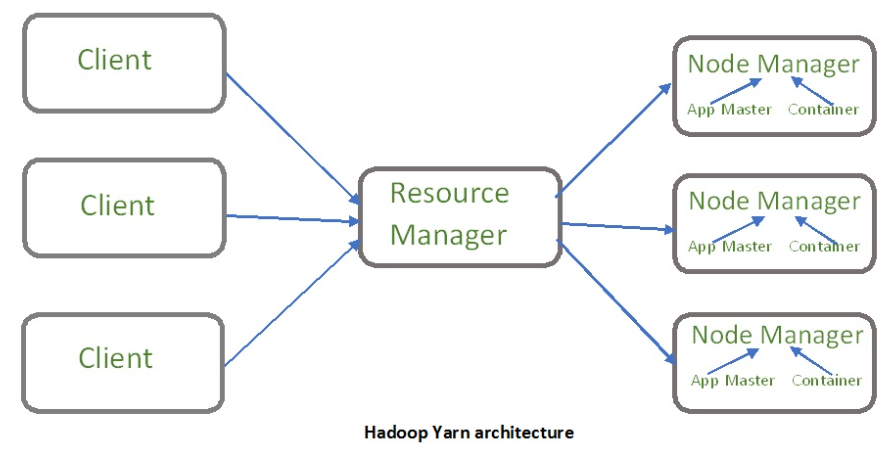 Client
Client
Client
Resource
Manager
Node Manager
App Master Container
Node Manager
App Master Container
Node Manager
App Master Container
Hadoop Yarn architecture